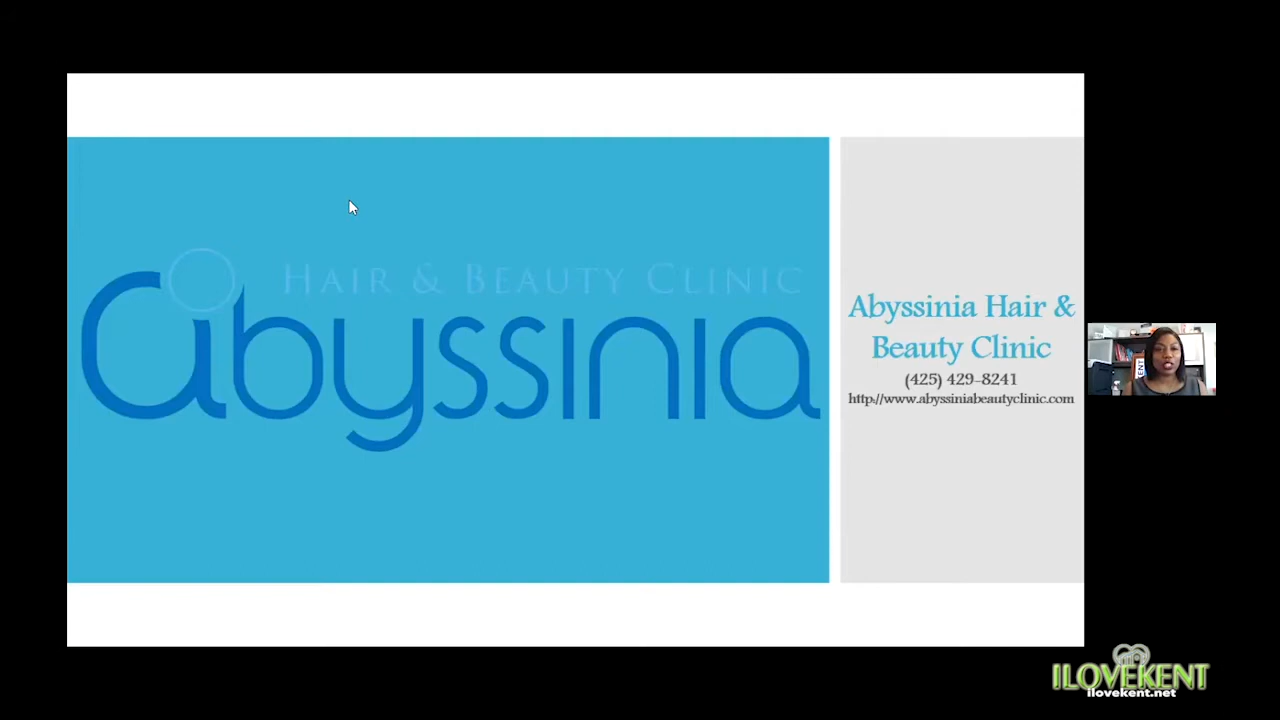 HAIR & BEAUTY CLINIC
abyssinia
Abyssinia Hair &
Beauty Clinic
(425) 429-8241
http://www.abyssiniabeautyclinic.com
ILOVEKENT
ilovekent.net